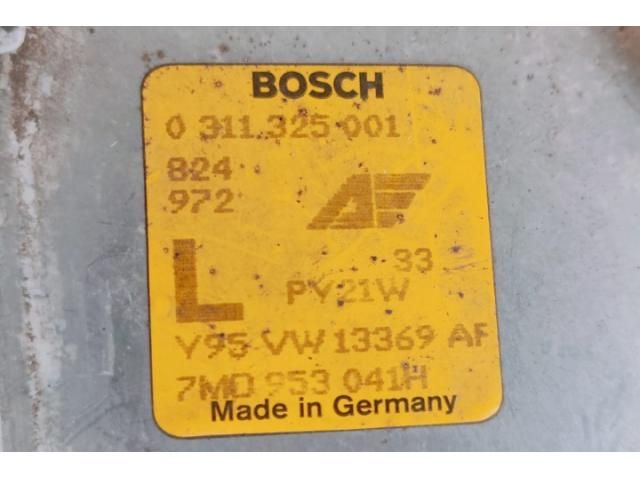 BOSCH
0 311 325 001
824
972
AF
L
33
PY21W
Y95 VW 13369 AF
7M0 953 041H
Made in Germany